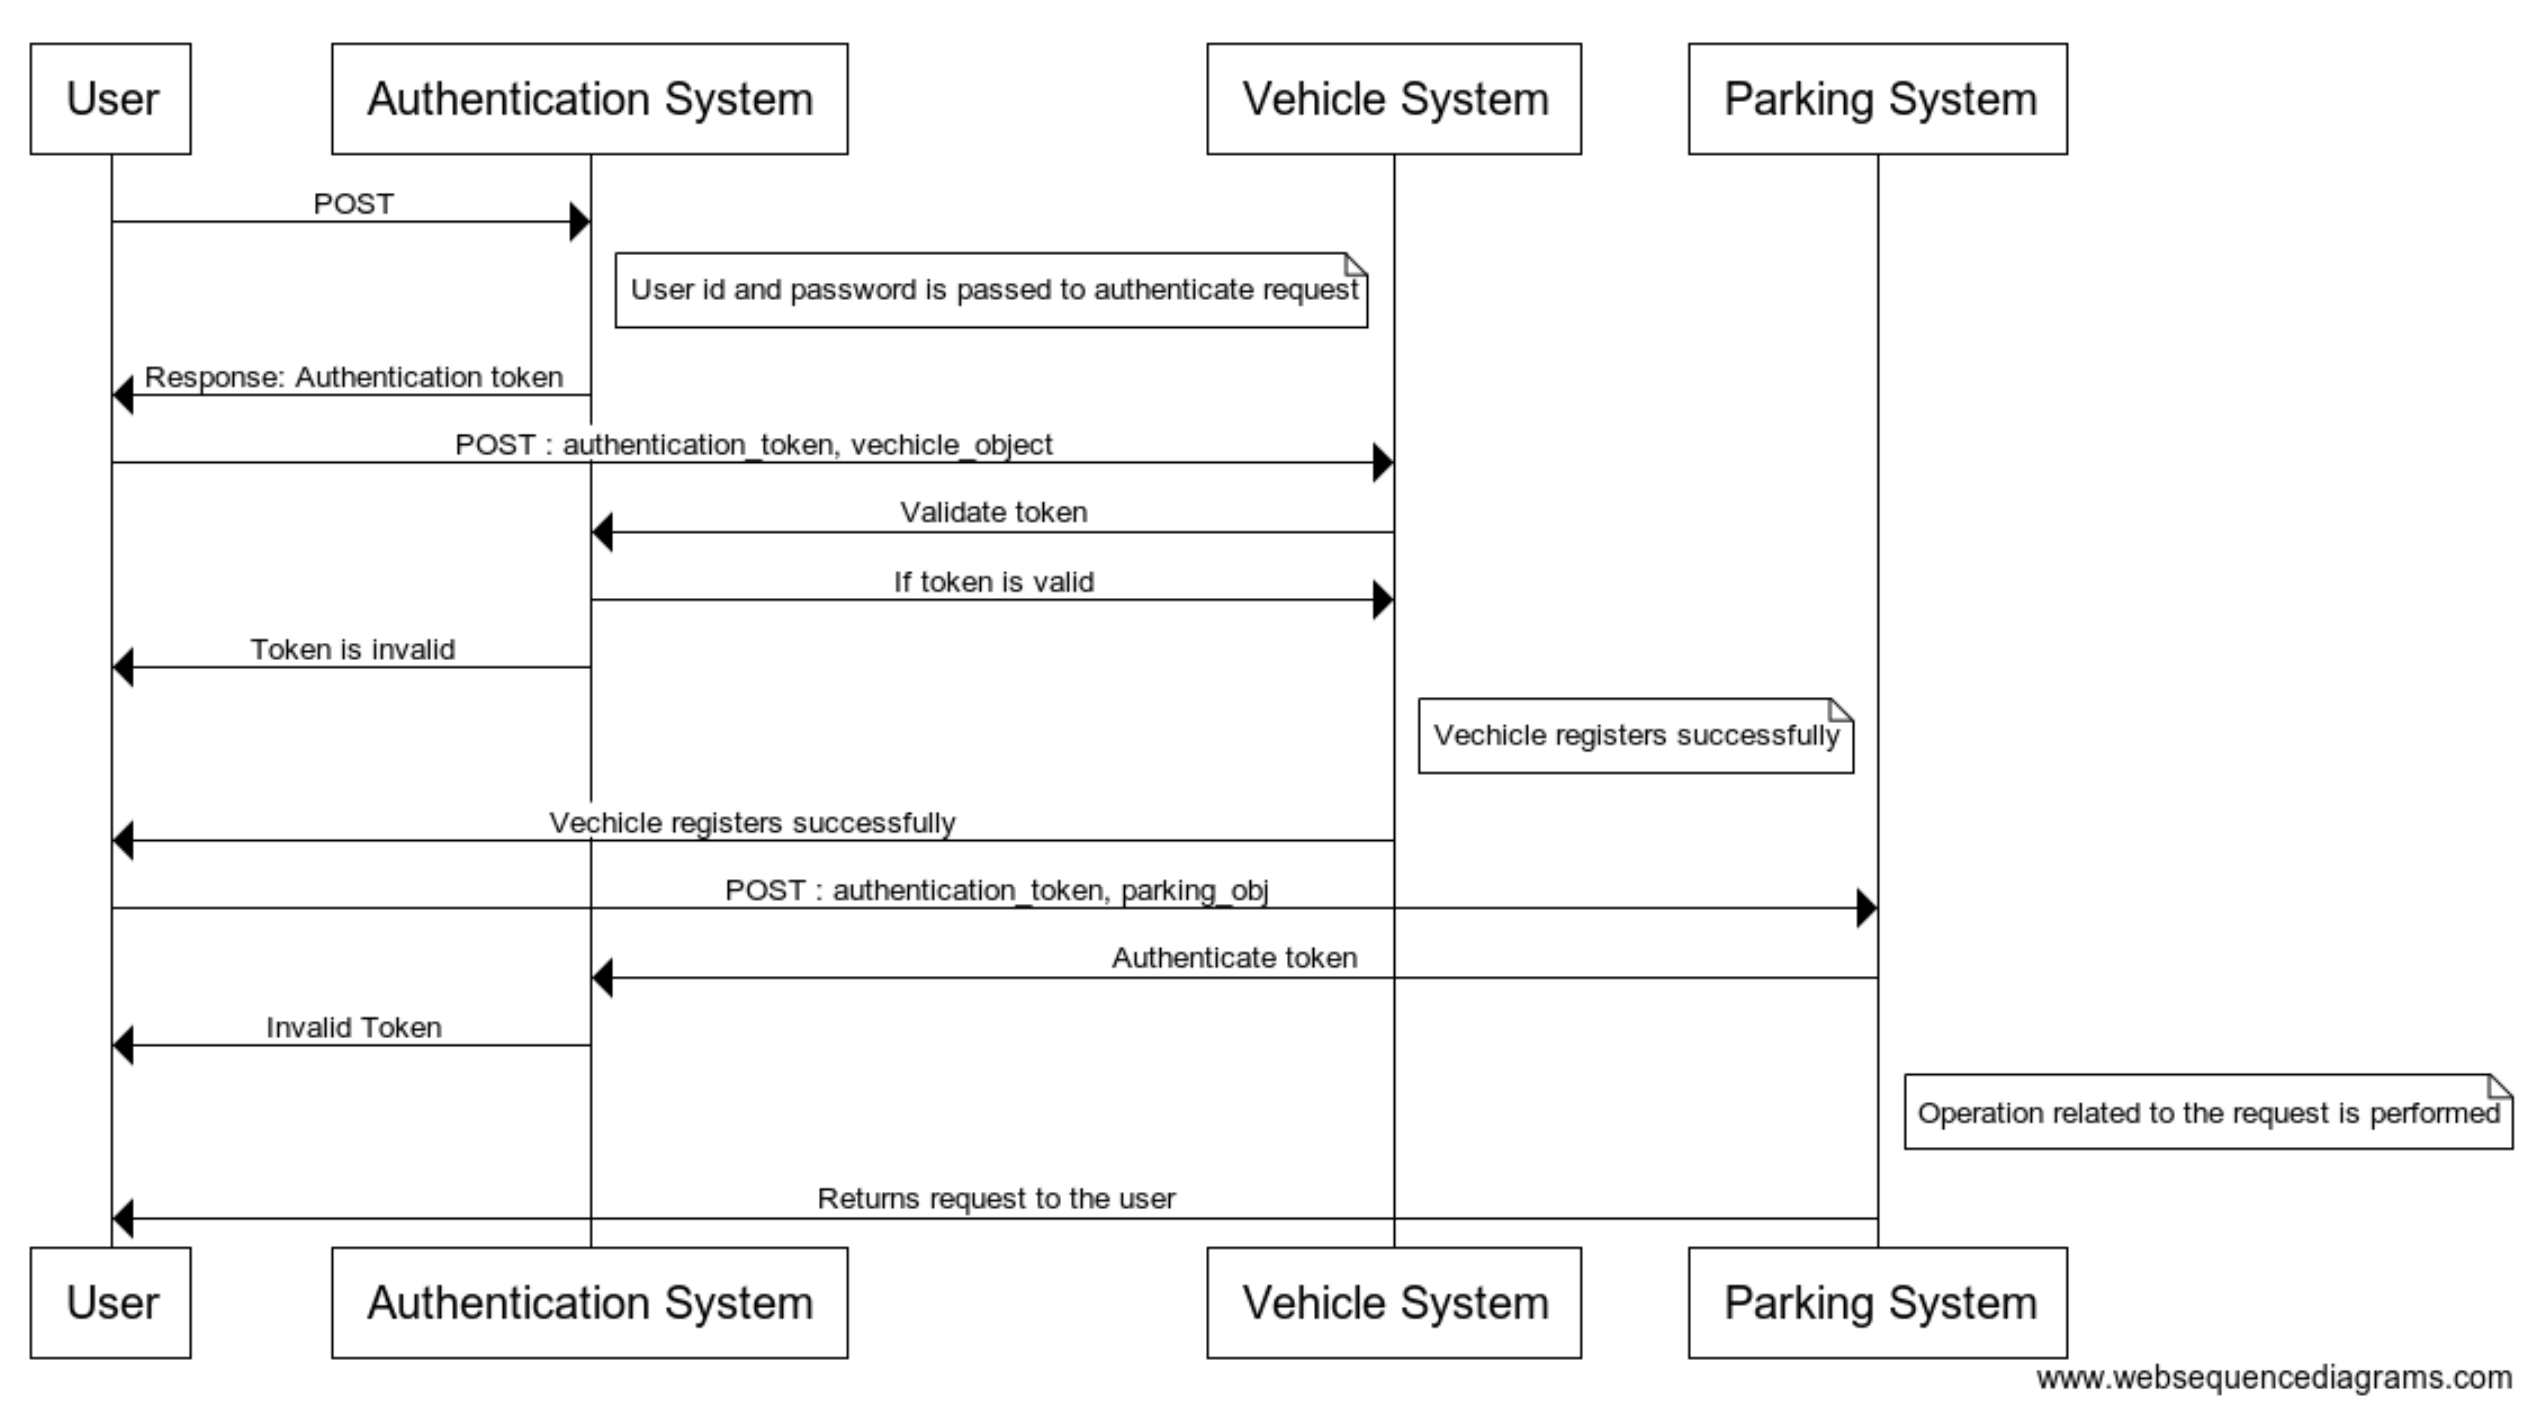 User
Authentication System
Vehicle System
Parking System
POST
User id and password is passed to authenticate request
Response: Authentication token
POST : authentication_token, vechicle_object
Validate token
If token is valid
Token is invalid
Vechicle registers successfully
Vechicle registers successfully
POST : authentication_token, parking_obj
Authenticate token
Invalid Token
Operation related to the request is performed
Returns request to the user
User
Authentication System
Vehicle System
Parking System
www.websequencediagrams.com